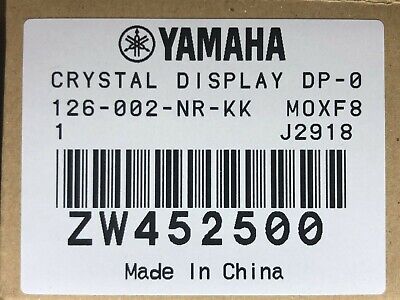 YAMAHA
CRYSTAL DISPLAY DP-0
126-002-NR-KK MOXF8
1 J2918
ZW452500
Made In China